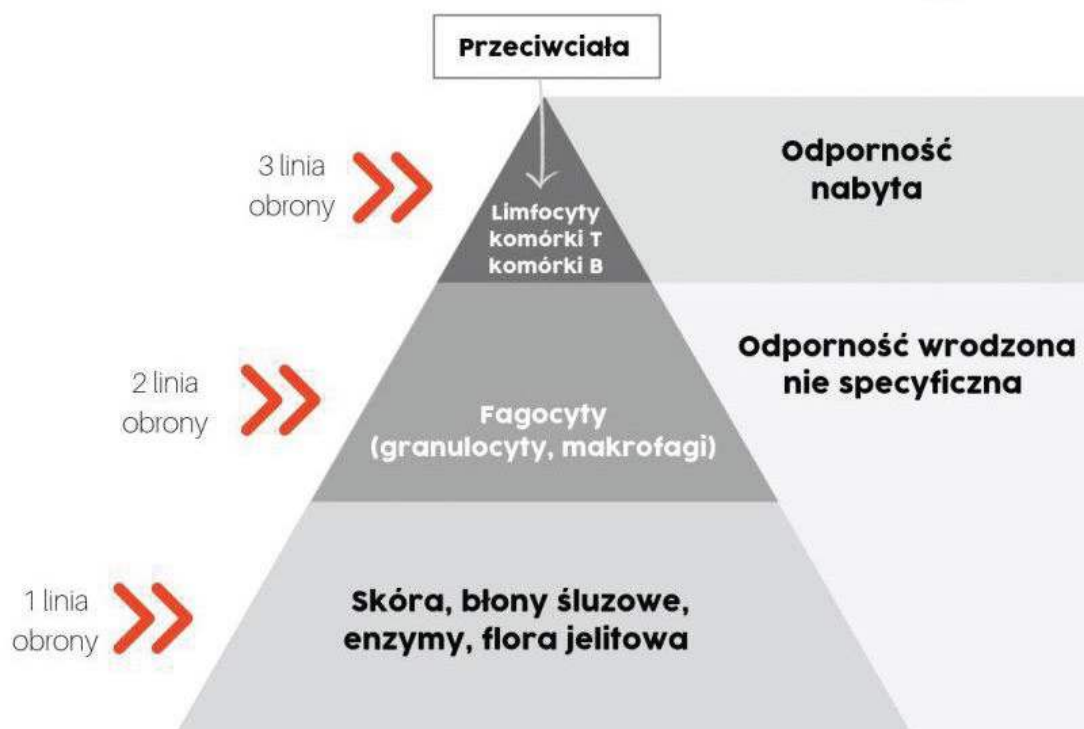 Przeciwciała
3 linia
obrony
Limfocyty
komórki T
komórki B
Odporność
nabyta
2 linia
obrony
Fagocyty
(granulocyty, makrofagi)
Odporność wrodzona
nie specyficzna
1 linia
obrony
Skóra, błony śluzowe,
enzymy, flora jelitowa